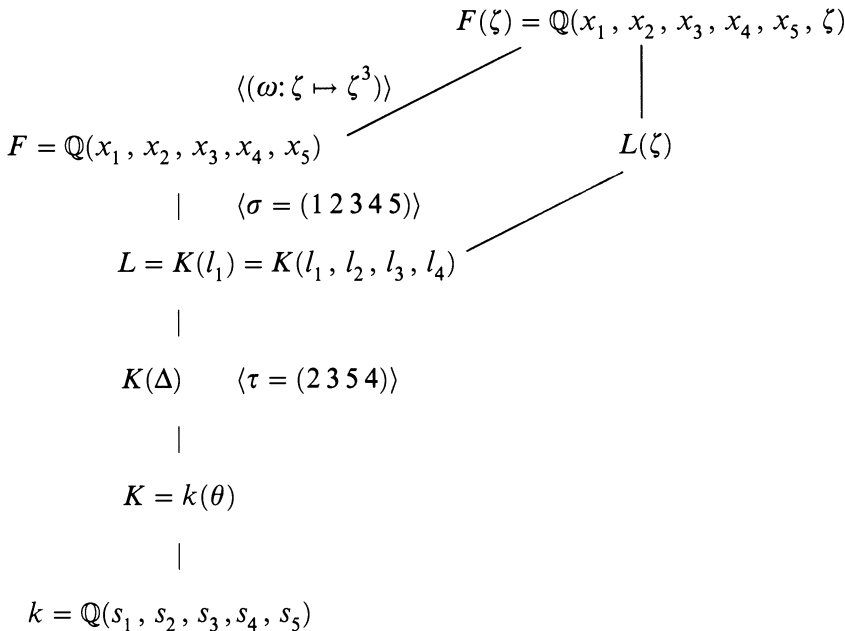 F(ζ) = ℚ(x₁, x₂, x₃, x₄, x₅, ζ)
⟨(ω: ζ ↦ ζ³)⟩
F = ℚ(x₁, x₂, x₃, x₄, x₅)
L(ζ)
⟨σ = (1 2 3 4 5)⟩
L = K(l₁) = K(l₁, l₂, l₃, l₄)
K(Δ) ⟨τ = (2 3 5 4)⟩
K = k(θ)
k = ℚ(s₁, s₂, s₃, s₄, s₅)